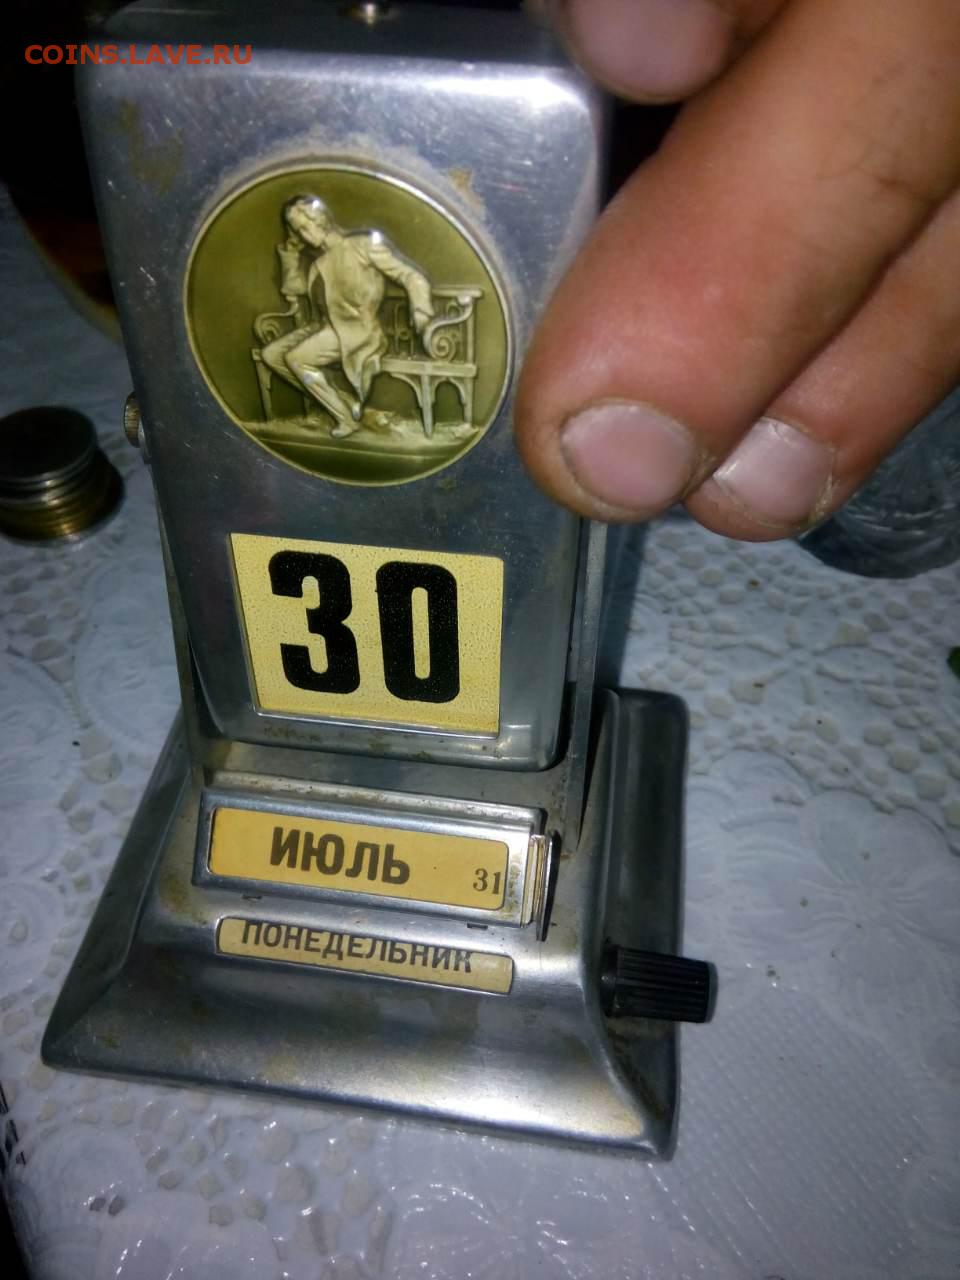 COINS.LAVE.RU
30
ИЮЛЬ 31
ПОНЕДЕЛЬНИК